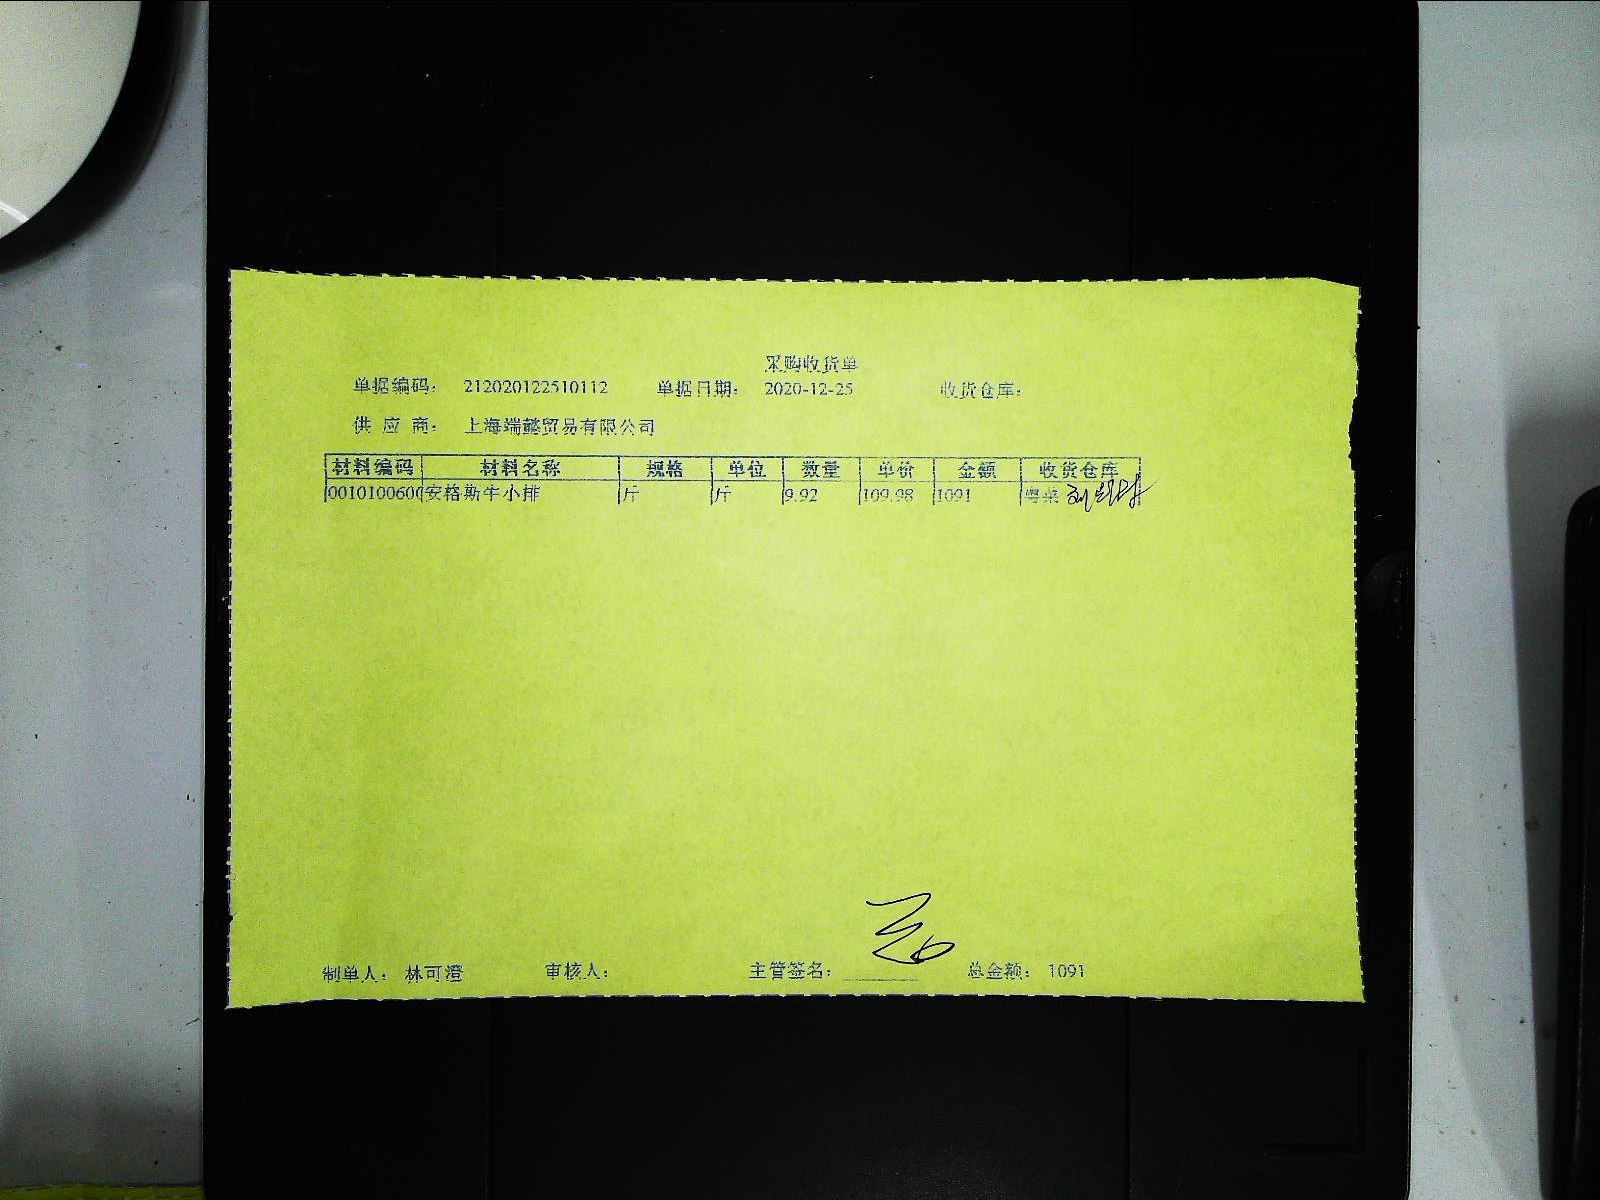 采购收货单
单据编码： 212020122510112 单据日期： 2020-12-25 收货仓库：
供应商： 上海端懿贸易有限公司
材料编码 材料名称 规格 单位 数量 单价 金额 收货仓库
0010100600 安格斯牛小排 斤 斤 9.92 109.98 1091 粤菜
制单人： 林可澄 审核人： 主管签名： 总金额： 1091